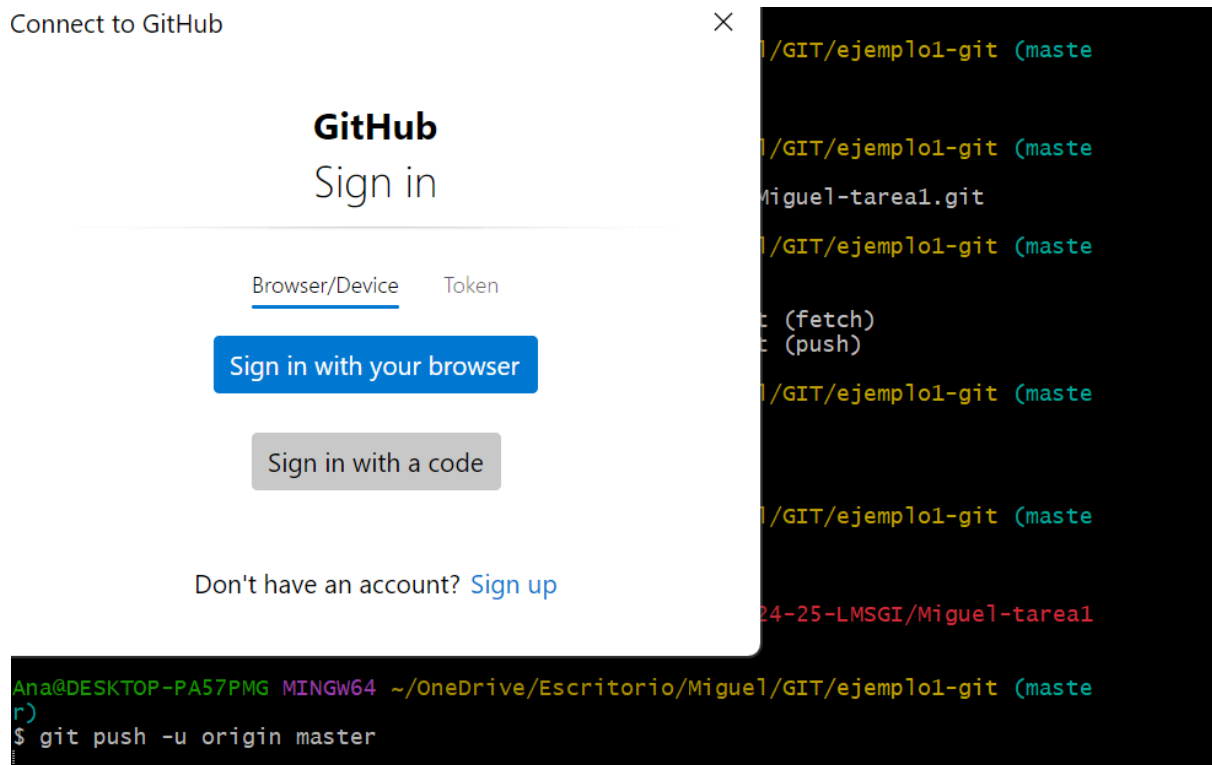 Connect to GitHub
GitHub
Sign in
Browser/Device Token
Sign in with your browser
Sign in with a code
Don't have an account? Sign up
/GIT/ejemplo1-git (maste
/GIT/ejemplo1-git (maste
Miguel-tarea1.git
/GIT/ejemplo1-git (maste
(fetch)
(push)
/GIT/ejemplo1-git (maste
/GIT/ejemplo1-git (maste
24-25-LMSGI/Miguel-tarea1
Ana@DESKTOP-PA57PMG MINGW64 ~/OneDrive/Escritorio/Miguel/GIT/ejemplo1-git (maste
r)
$ git push -u origin master